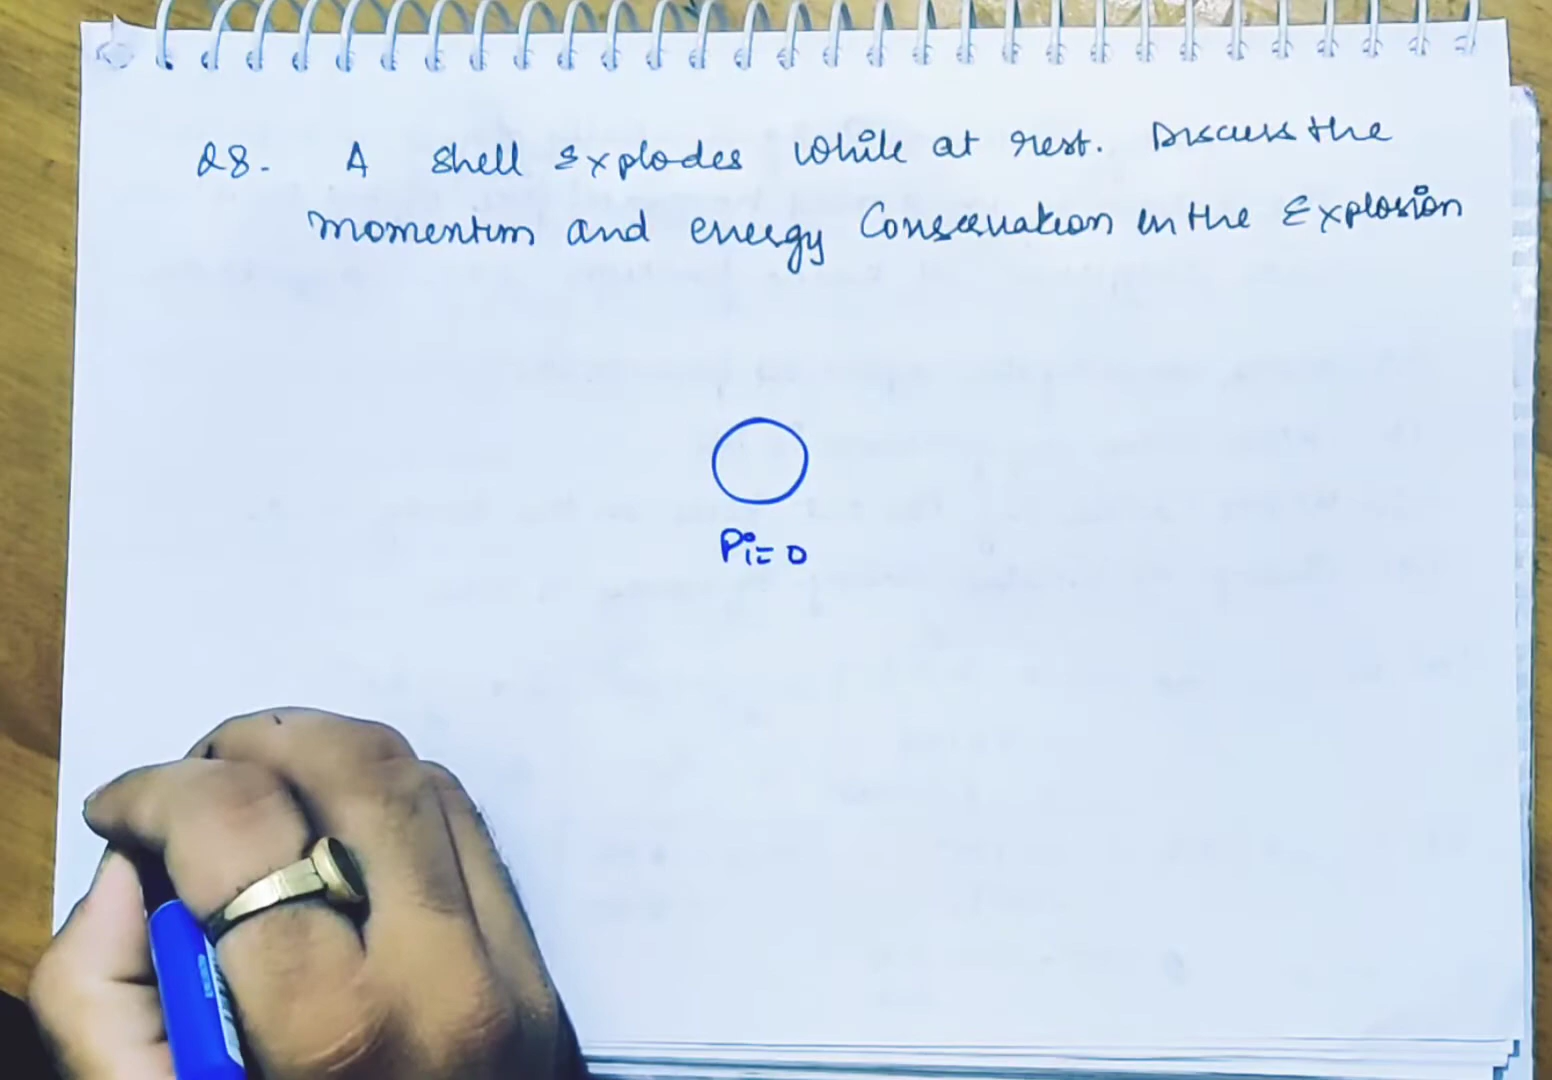 Q8. A shell explodes while at rest. Discuss the
momentum and energy Conservation in the Explosion
Pi = 0